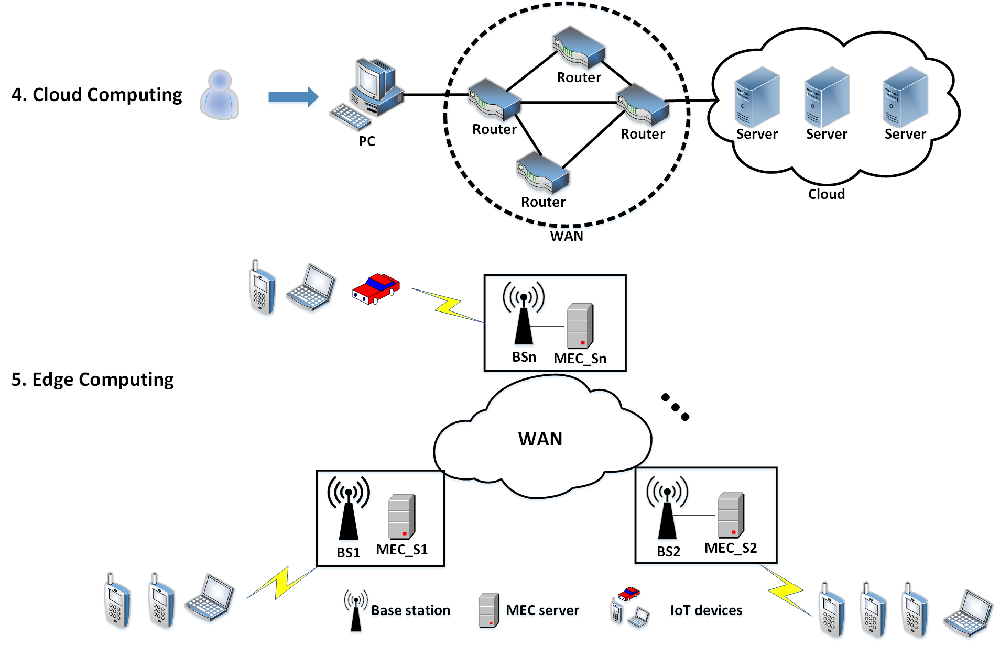 Router
4. Cloud Computing
Router
Router
Server
Server
Server
PC
Router
Cloud
WAN
BSn
MEC_Sn
5. Edge Computing
WAN
BS1
MEC_S1
BS2
MEC_S2
Base station
MEC server
IoT devices